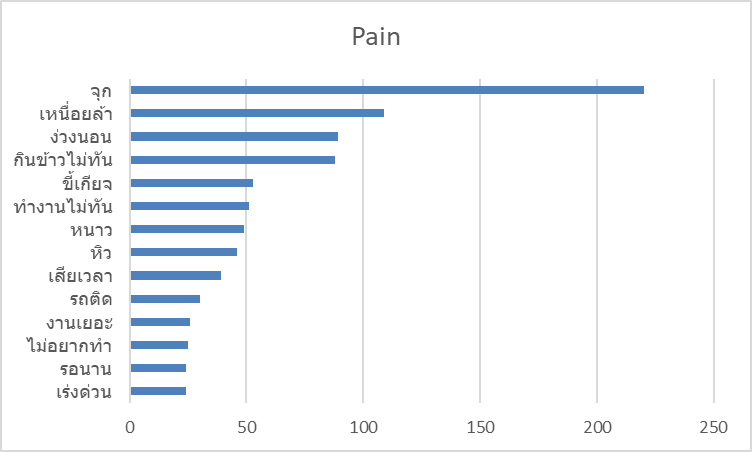 Pain
จุก
เหนื่อยล้า
ง่วงนอน
กินข้าวไม่ทัน
ขี้เกียจ
ทำงานไม่ทัน
หนาว
หิว
เสียเวลา
รถติด
งานเยอะ
ไม่อยากทำ
รอนาน
เร่งด่วน
0 50 100 150 200 250